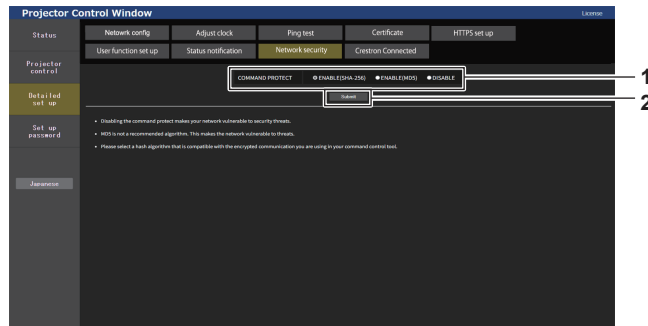 Projector Control Window
License
Status
Netowrk config
Adjust clock
Ping test
Certificate
HTTPS set up
User function set up
Status notification
Network security
Crestron Connected
Projector
control
COMMAND PROTECT ENABLE(SHA-256) ENABLE(MD5) DISABLE
1
Submit
2
Detailed
set up
• Disabling the command protect makes your network vulnerable to security threats.
• MD5 is not a recommended algorithm. This makes the network vulnerable to threats.
• Please select a hash algorithm that is compatible with the encrypted communication you are using in your command control tool.
Set up
password
Japanese